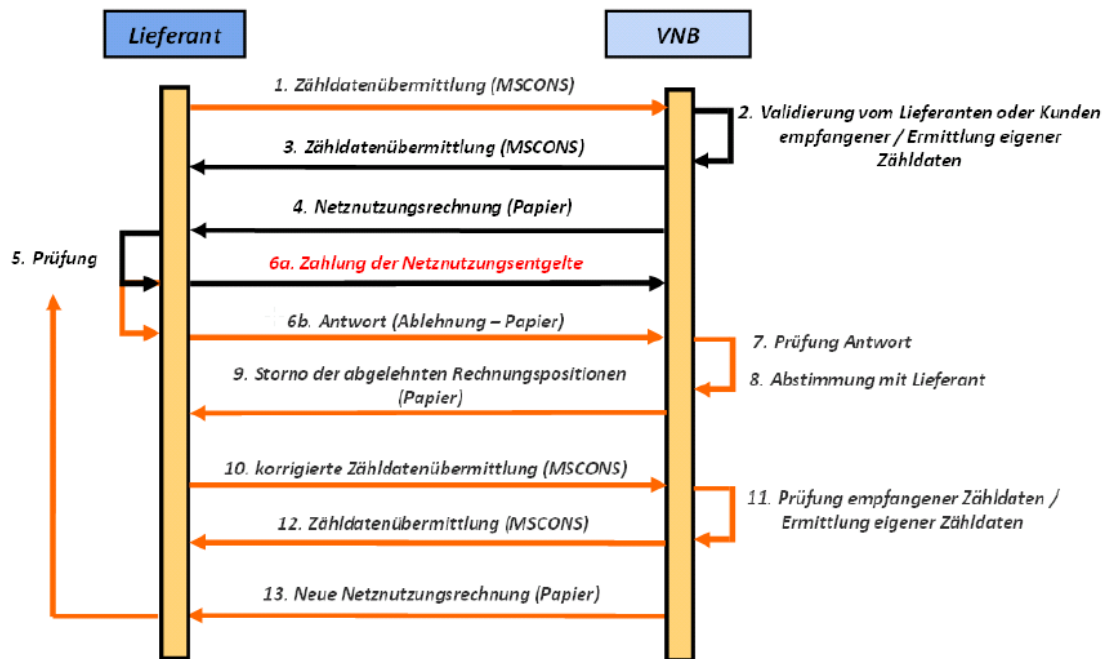 Lieferant
VNB
1. Zähldatenübermittlung (MSCONS)
2. Validierung vom Lieferanten oder Kunden
empfangener / Ermittlung eigener
Zähldaten
3. Zähldatenübermittlung (MSCONS)
4. Netznutzungsrechnung (Papier)
5. Prüfung
6a. Zahlung der Netznutzungsentgelte
6b. Antwort (Ablehnung – Papier)
7. Prüfung Antwort
8. Abstimmung mit Lieferant
9. Storno der abgelehnten Rechnungspositionen
(Papier)
10. korrigierte Zähldatenübermittlung (MSCONS)
11. Prüfung empfangener Zähldaten /
Ermittlung eigener Zähldaten
12. Zähldatenübermittlung (MSCONS)
13. Neue Netznutzungsrechnung (Papier)